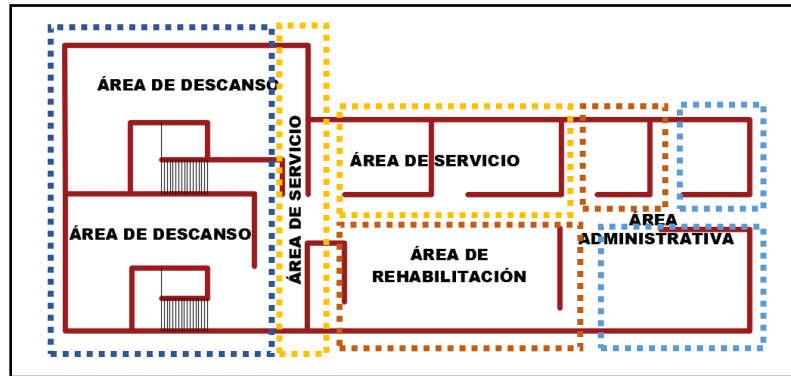 ÁREA DE DESCANSO
ÁREA DE SERVICIO
ÁREA DE SERVICIO
ÁREA
ADMINISTRATIVA
ÁREA DE DESCANSO
ÁREA DE
REHABILITACIÓN